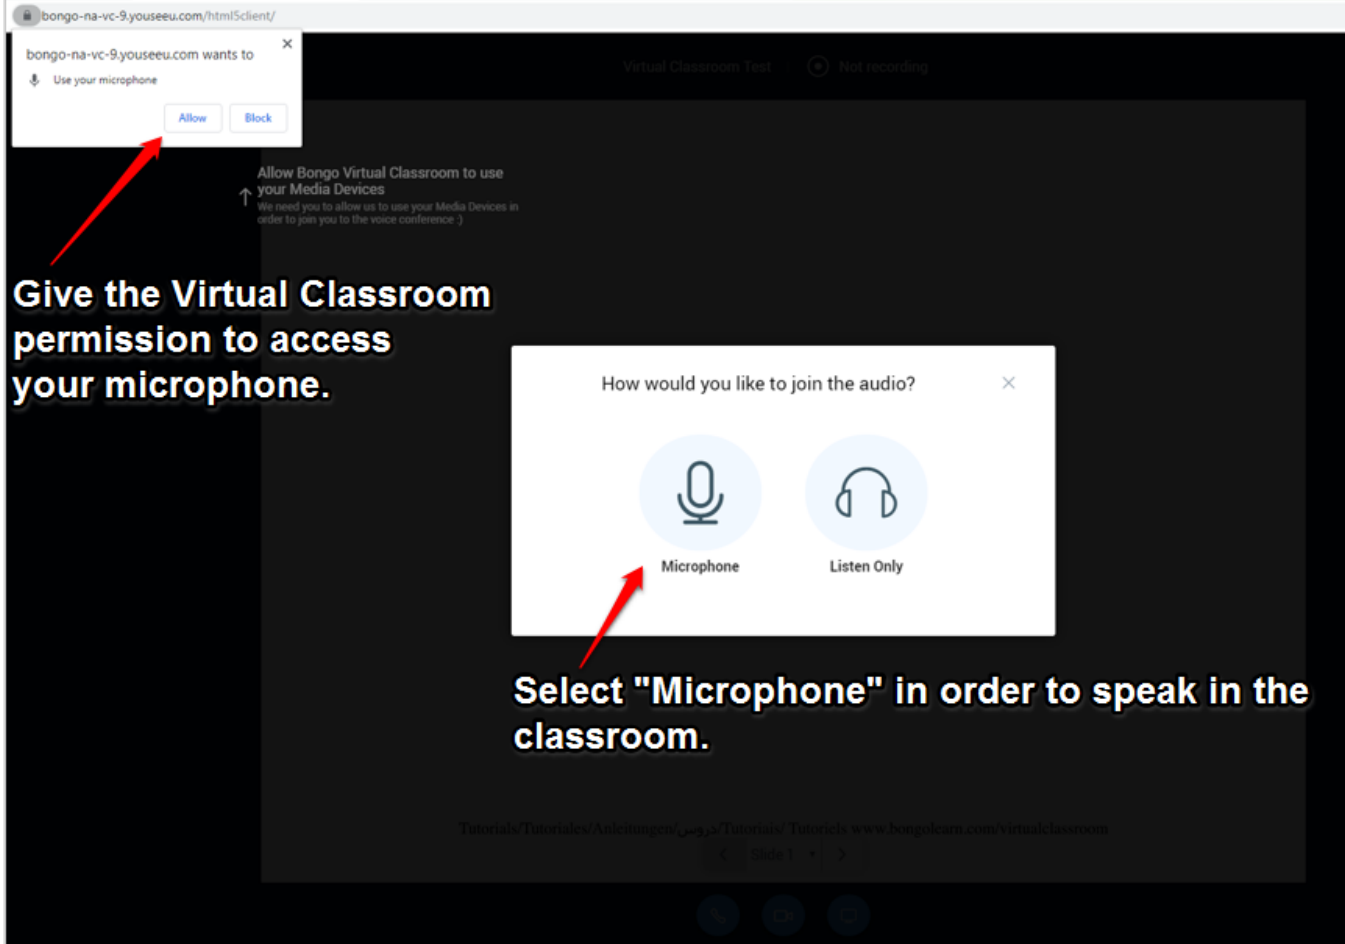 bongo-na-vc-9.youseeu.com/html5client/
bongo-na-vc-9.youseeu.com wants to
Use your microphone
Allow
Block
Virtual Classroom Test
Not recording
Allow Bongo Virtual Classroom to use
your Media Devices
We need you to allow us to use your Media Devices in
order to join you to the voice conference :)
Give the Virtual Classroom
permission to access
your microphone.
How would you like to join the audio?
Microphone
Listen Only
Select "Microphone" in order to speak in the
classroom.
Tutorials/Tutoriales/Anleitungen/دروس/Tutoriais/ Tutoriels www.bongolearn.com/virtualclassroom
Slide 1